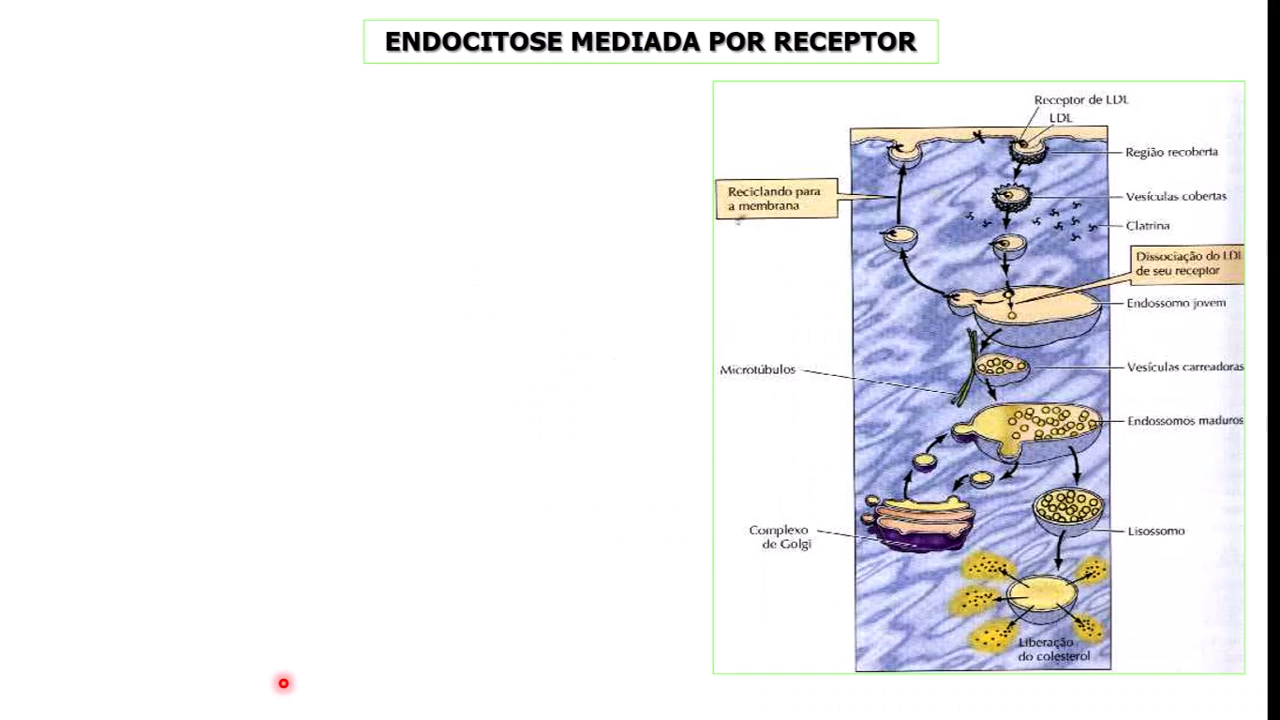 ENDOCITOSE MEDIADA POR RECEPTOR
Receptor de LDL
LDL
Região recoberta
Reciclando para
a membrana
Vesículas cobertas
Clatrina
Dissociação do LDL
de seu receptor
Endossomo jovem
Microtúbulos
Vesículas carreadoras
Endossomos maduros
Complexo
de Golgi
Lisossomo
Liberação
do colesterol